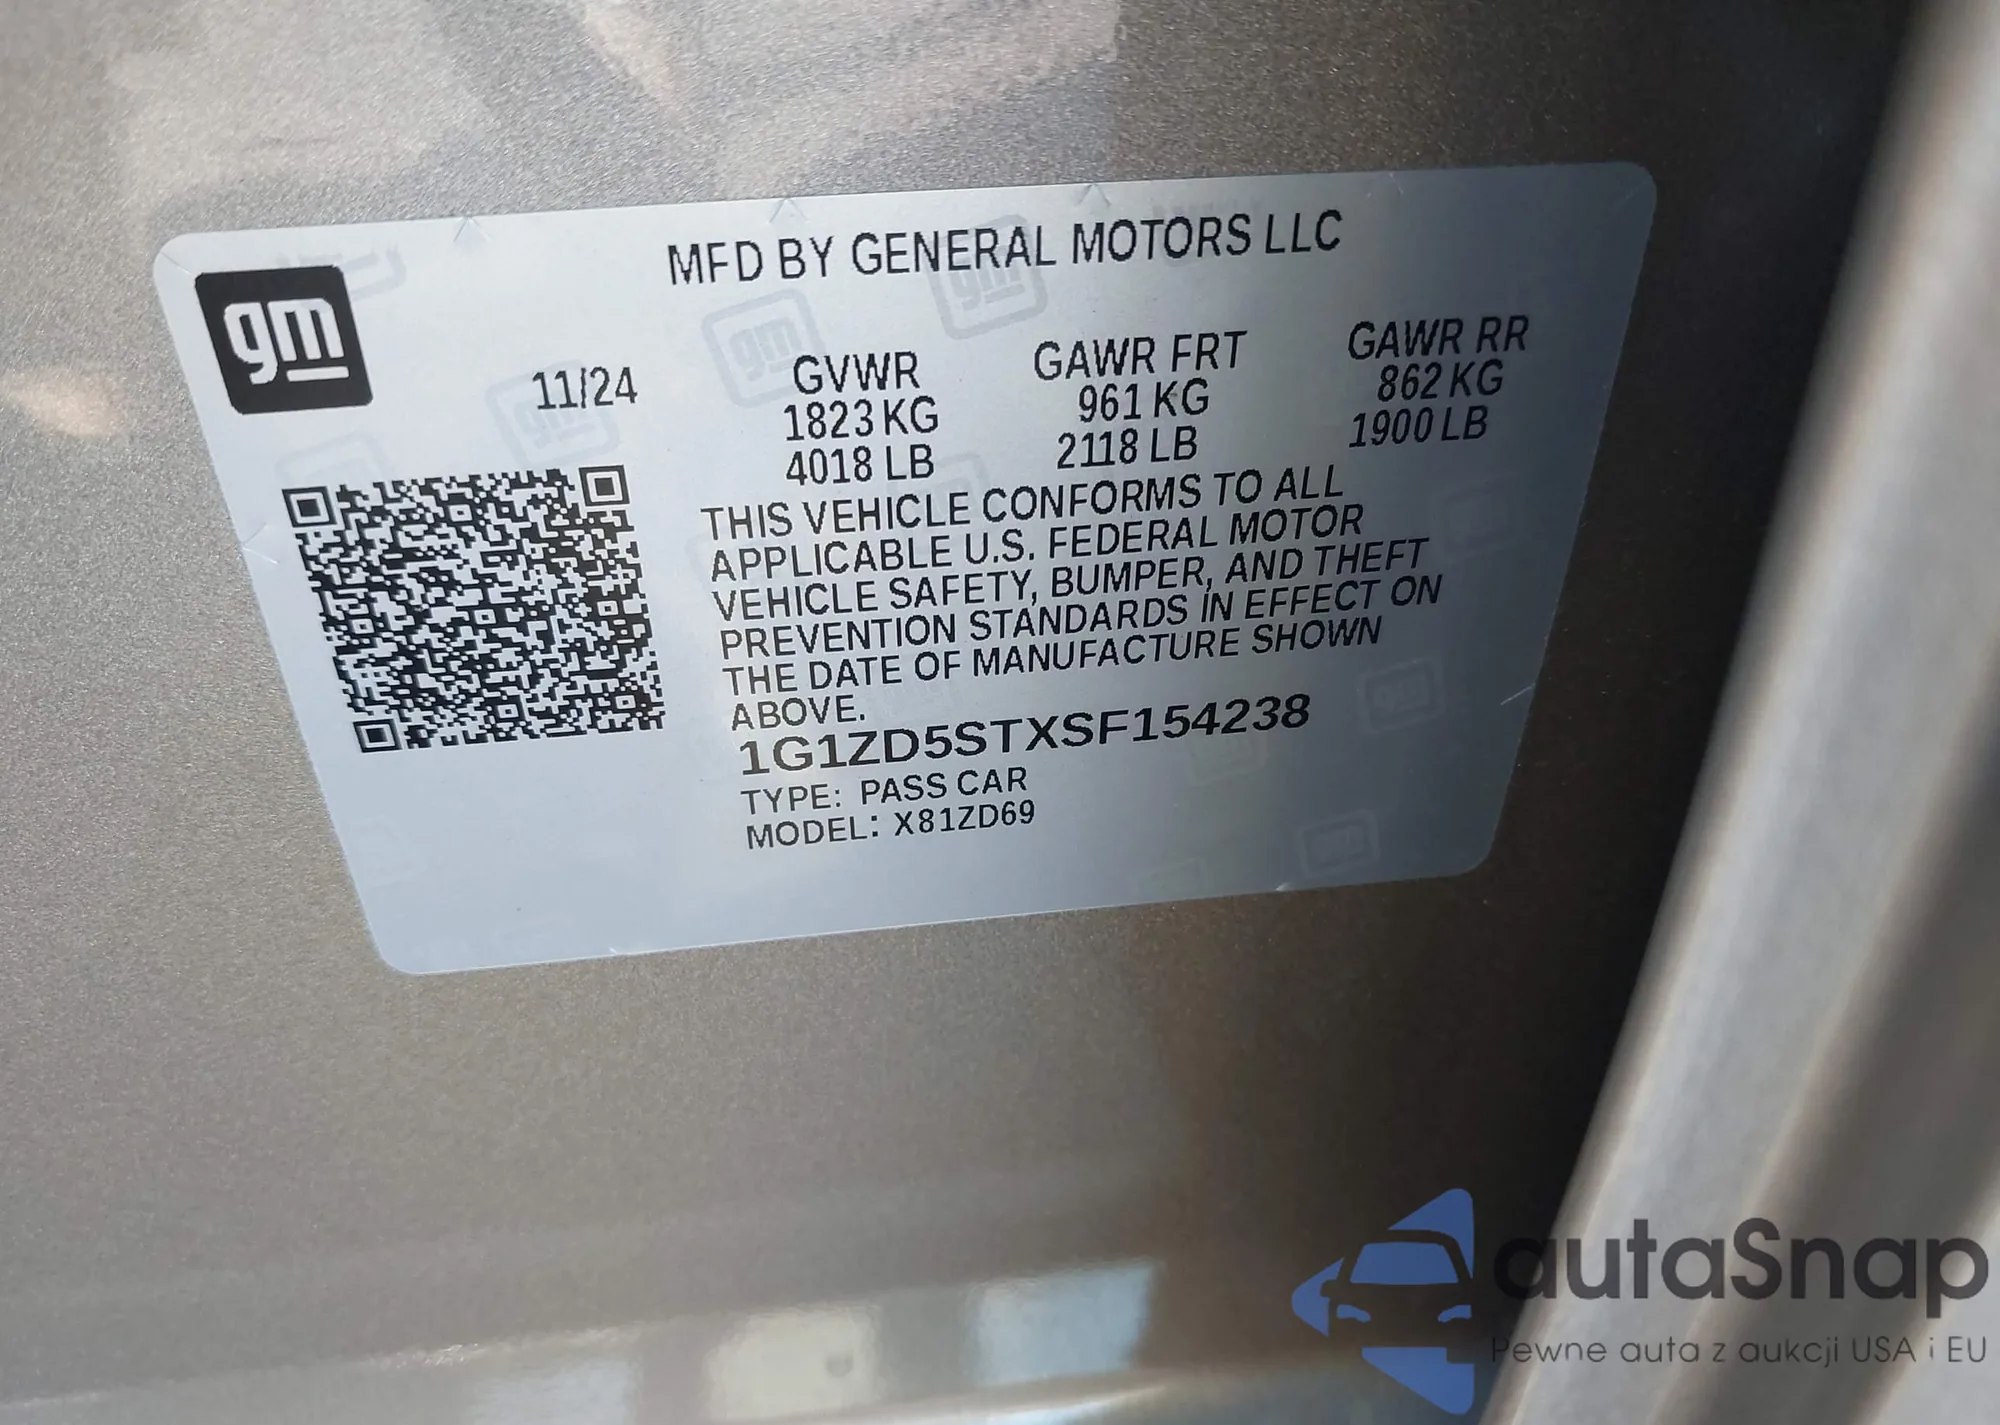 gm
MFD BY GENERAL MOTORS LLC
11/24
GVWR
1823 KG
4018 LB
GAWR FRT
961 KG
2118 LB
GAWR RR
862 KG
1900 LB
THIS VEHICLE CONFORMS TO ALL
APPLICABLE U.S. FEDERAL MOTOR
VEHICLE SAFETY, BUMPER, AND THEFT
PREVENTION STANDARDS IN EFFECT ON
THE DATE OF MANUFACTURE SHOWN
ABOVE.
1G1ZD5STXSF154238
TYPE: PASS CAR
MODEL: X81ZD69
autaSnap
Pewne auta z aukcji USA i EU